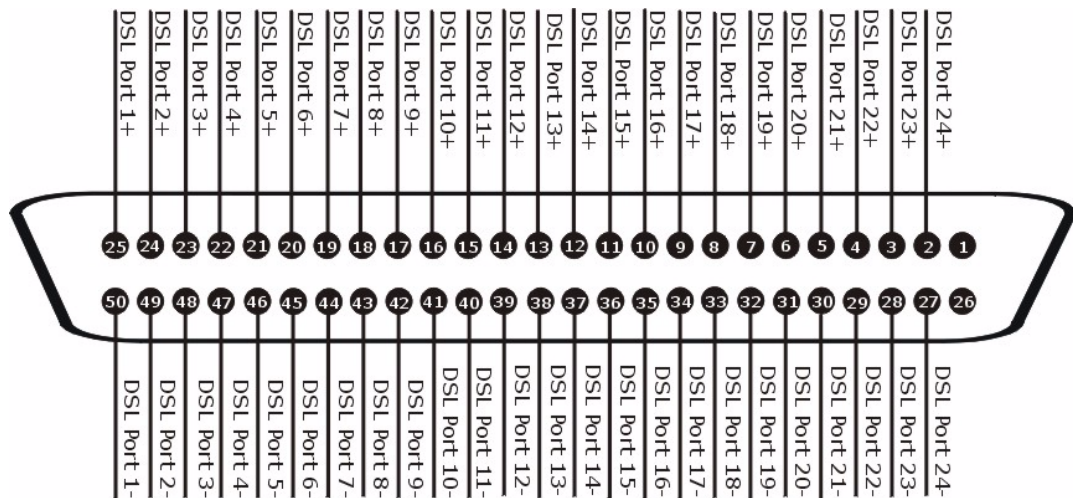 DSL Port 1+
DSL Port 2+
DSL Port 3+
DSL Port 4+
DSL Port 5+
DSL Port 6+
DSL Port 7+
DSL Port 8+
DSL Port 9+
DSL Port 10+
DSL Port 11+
DSL Port 12+
DSL Port 13+
DSL Port 14+
DSL Port 15+
DSL Port 16+
DSL Port 17+
DSL Port 18+
DSL Port 19+
DSL Port 20+
DSL Port 21+
DSL Port 22+
DSL Port 23+
DSL Port 24+
25 24 23 22 21 20 19 18 17 16 15 14 13 12 11 10 9 8 7 6 5 4 3 2 1
50 49 48 47 46 45 44 43 42 41 40 39 38 37 36 35 34 33 32 31 30 29 28 27 26
DSL Port 1-
DSL Port 2-
DSL Port 3-
DSL Port 4-
DSL Port 5-
DSL Port 6-
DSL Port 7-
DSL Port 8-
DSL Port 9-
DSL Port 10-
DSL Port 11-
DSL Port 12-
DSL Port 13-
DSL Port 14-
DSL Port 15-
DSL Port 16-
DSL Port 17-
DSL Port 18-
DSL Port 19-
DSL Port 20-
DSL Port 21-
DSL Port 22-
DSL Port 23-
DSL Port 24-